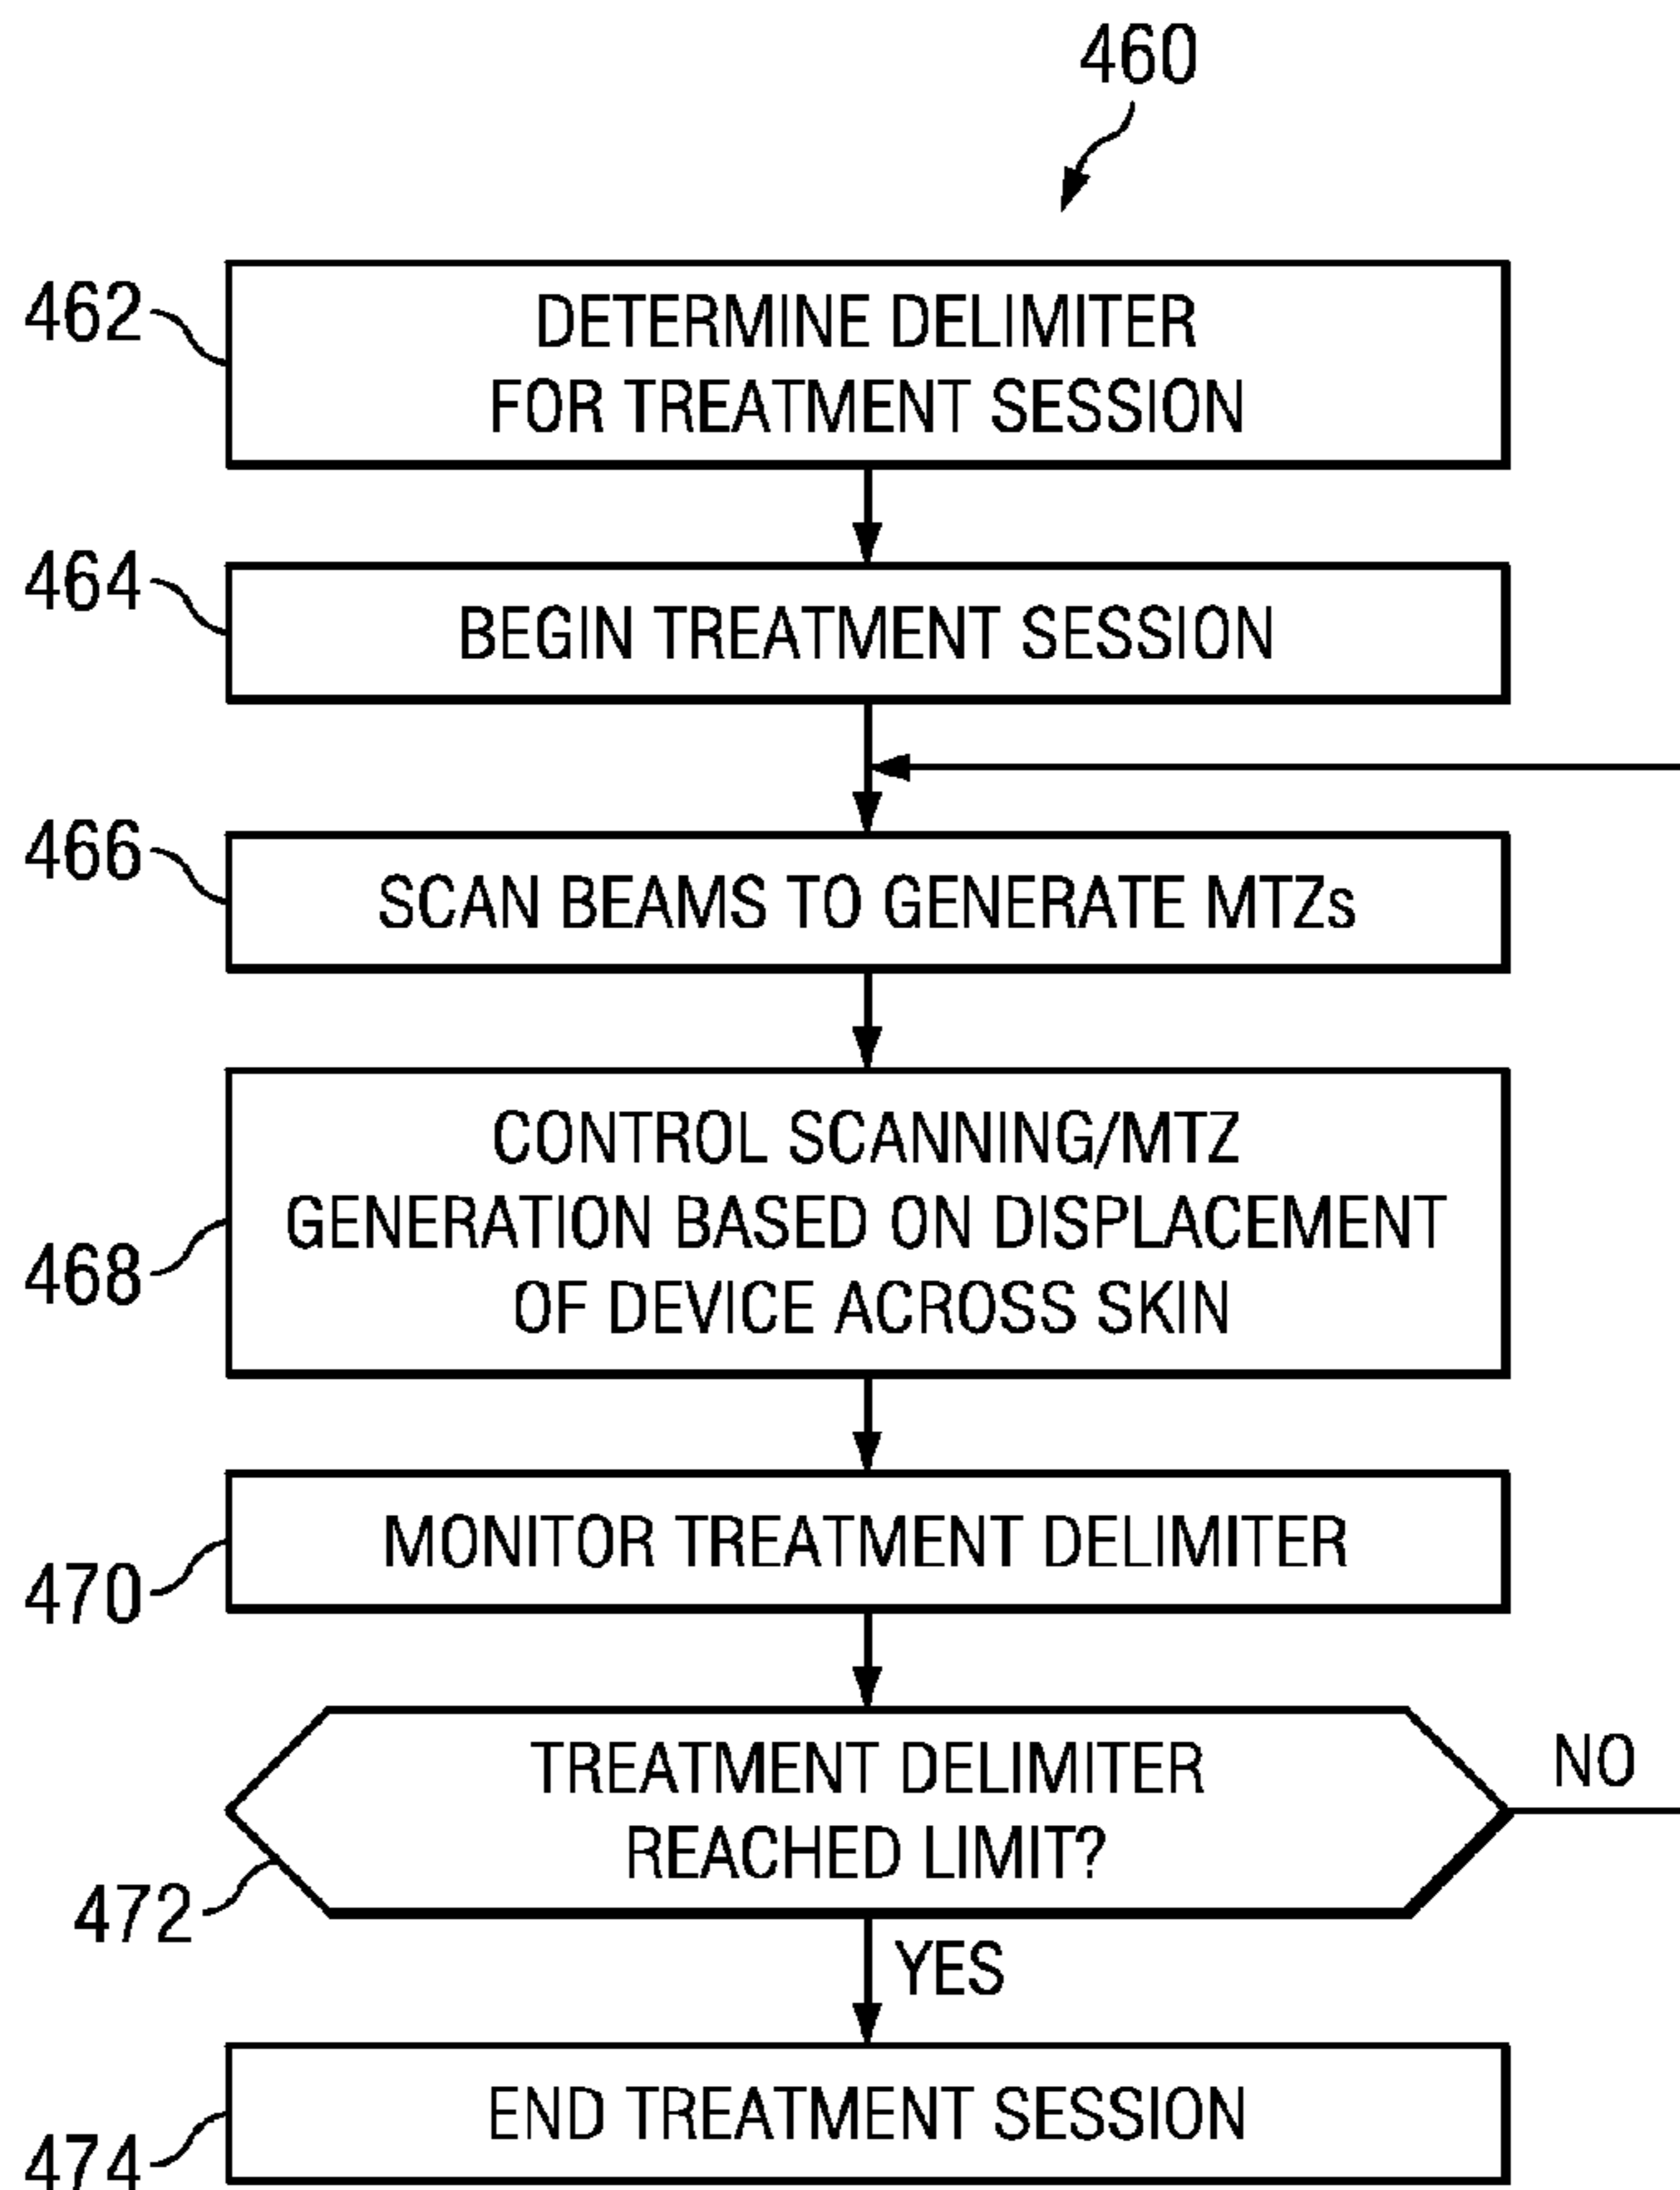 460
462
DETERMINE DELIMITER
FOR TREATMENT SESSION
464
BEGIN TREATMENT SESSION
466
SCAN BEAMS TO GENERATE MTZs
468
CONTROL SCANNING/MTZ
GENERATION BASED ON DISPLACEMENT
OF DEVICE ACROSS SKIN
470
MONITOR TREATMENT DELIMITER
472
TREATMENT DELIMITER
REACHED LIMIT?
NO
YES
474
END TREATMENT SESSION